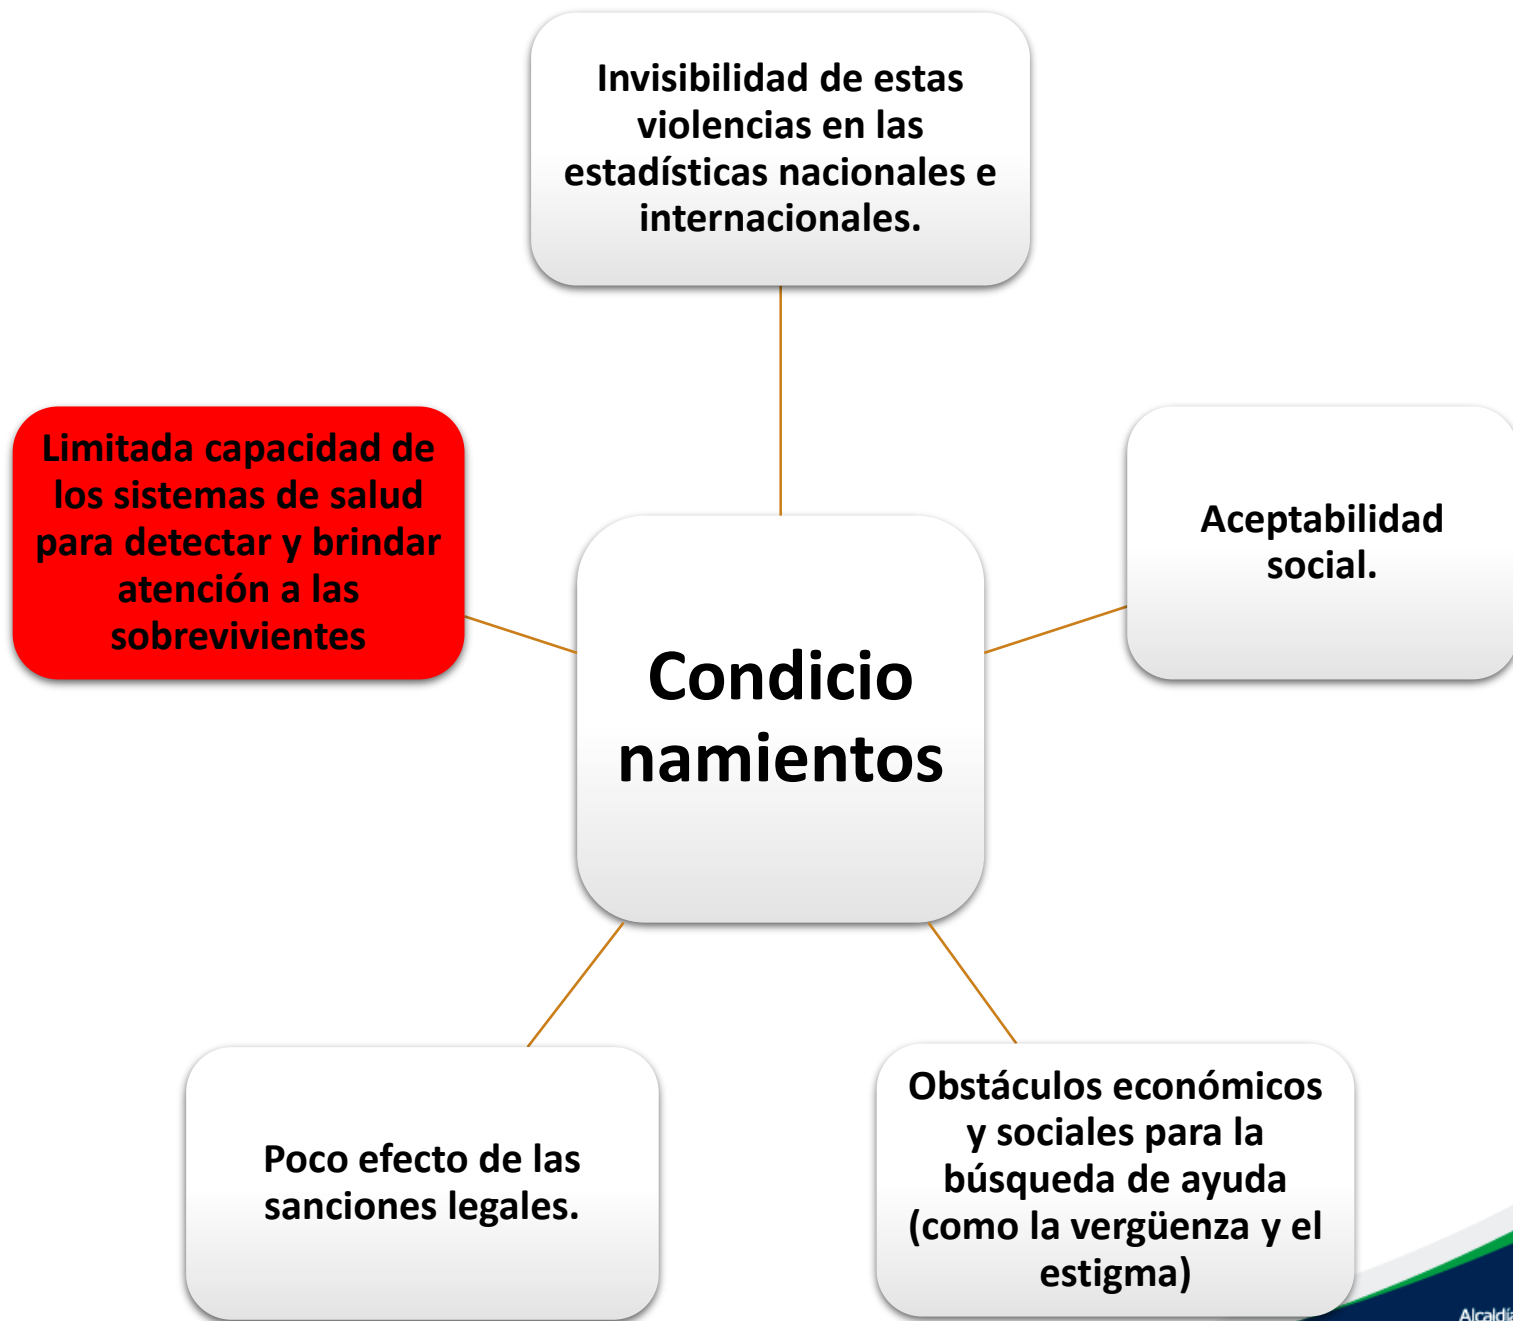 Invisibilidad de estas
violencias en las
estadísticas nacionales e
internacionales.
Limitada capacidad de
los sistemas de salud
para detectar y brindar
atención a las
sobrevivientes
Aceptabilidad
social.
Condicio
namientos
Poco efecto de las
sanciones legales.
Obstáculos económicos
y sociales para la
búsqueda de ayuda
(como la vergüenza y el
estigma)
Alcaldía